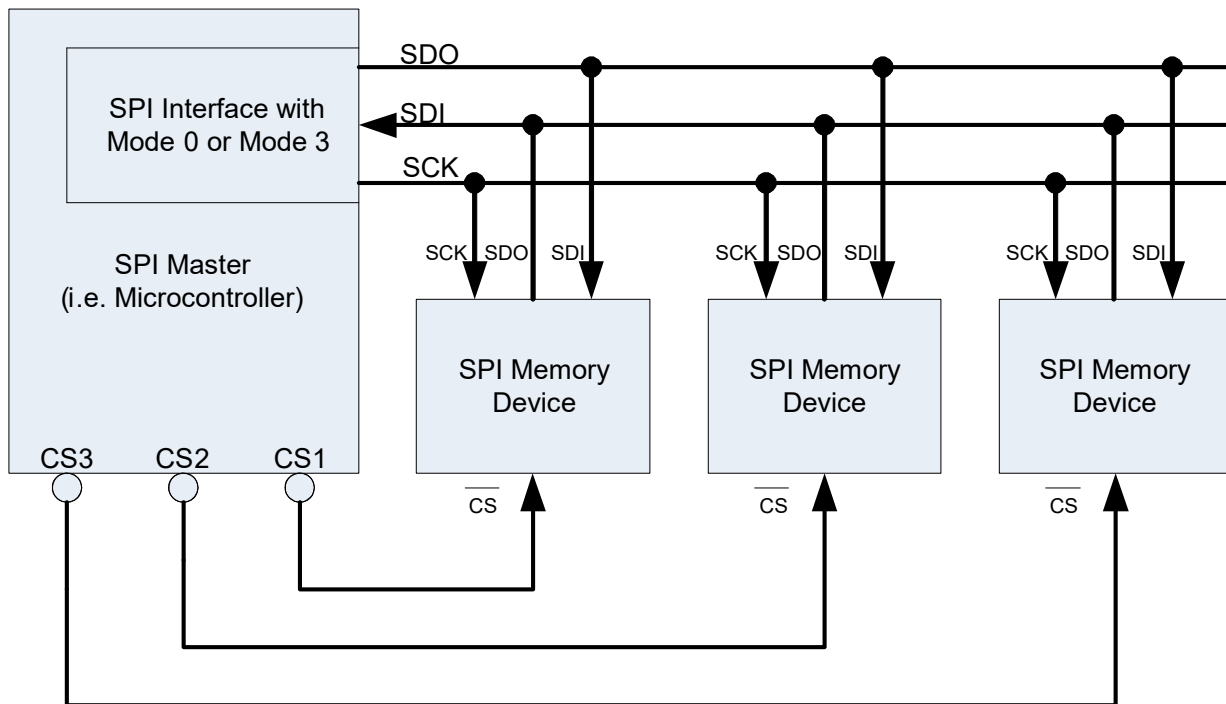 SDO
SPI Interface with
Mode 0 or Mode 3
SDI
SCK
SPI Master
(i.e. Microcontroller)
SCK SDO SDI
SCK SDO SDI
SCK SDO SDI
SPI Memory
Device
SPI Memory
Device
SPI Memory
Device
CS3 CS2 CS1
CS
CS
CS